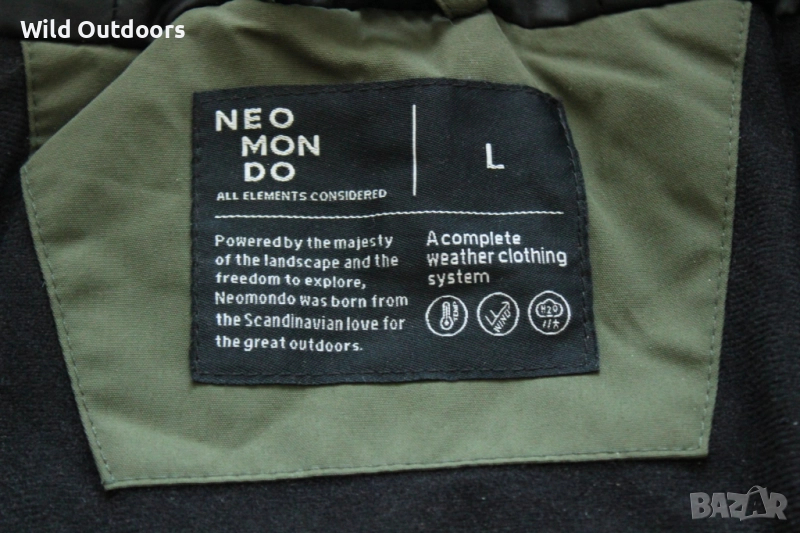 Wild Outdoors
NEO
MON
DO
ALL ELEMENTS CONSIDERED
L
Powered by the majesty
of the landscape and the
freedom to explore,
Neomondo was born from
the Scandinavian love for
the great outdoors.
A complete
weather clothing
system
WIND
H2O
BAZAR